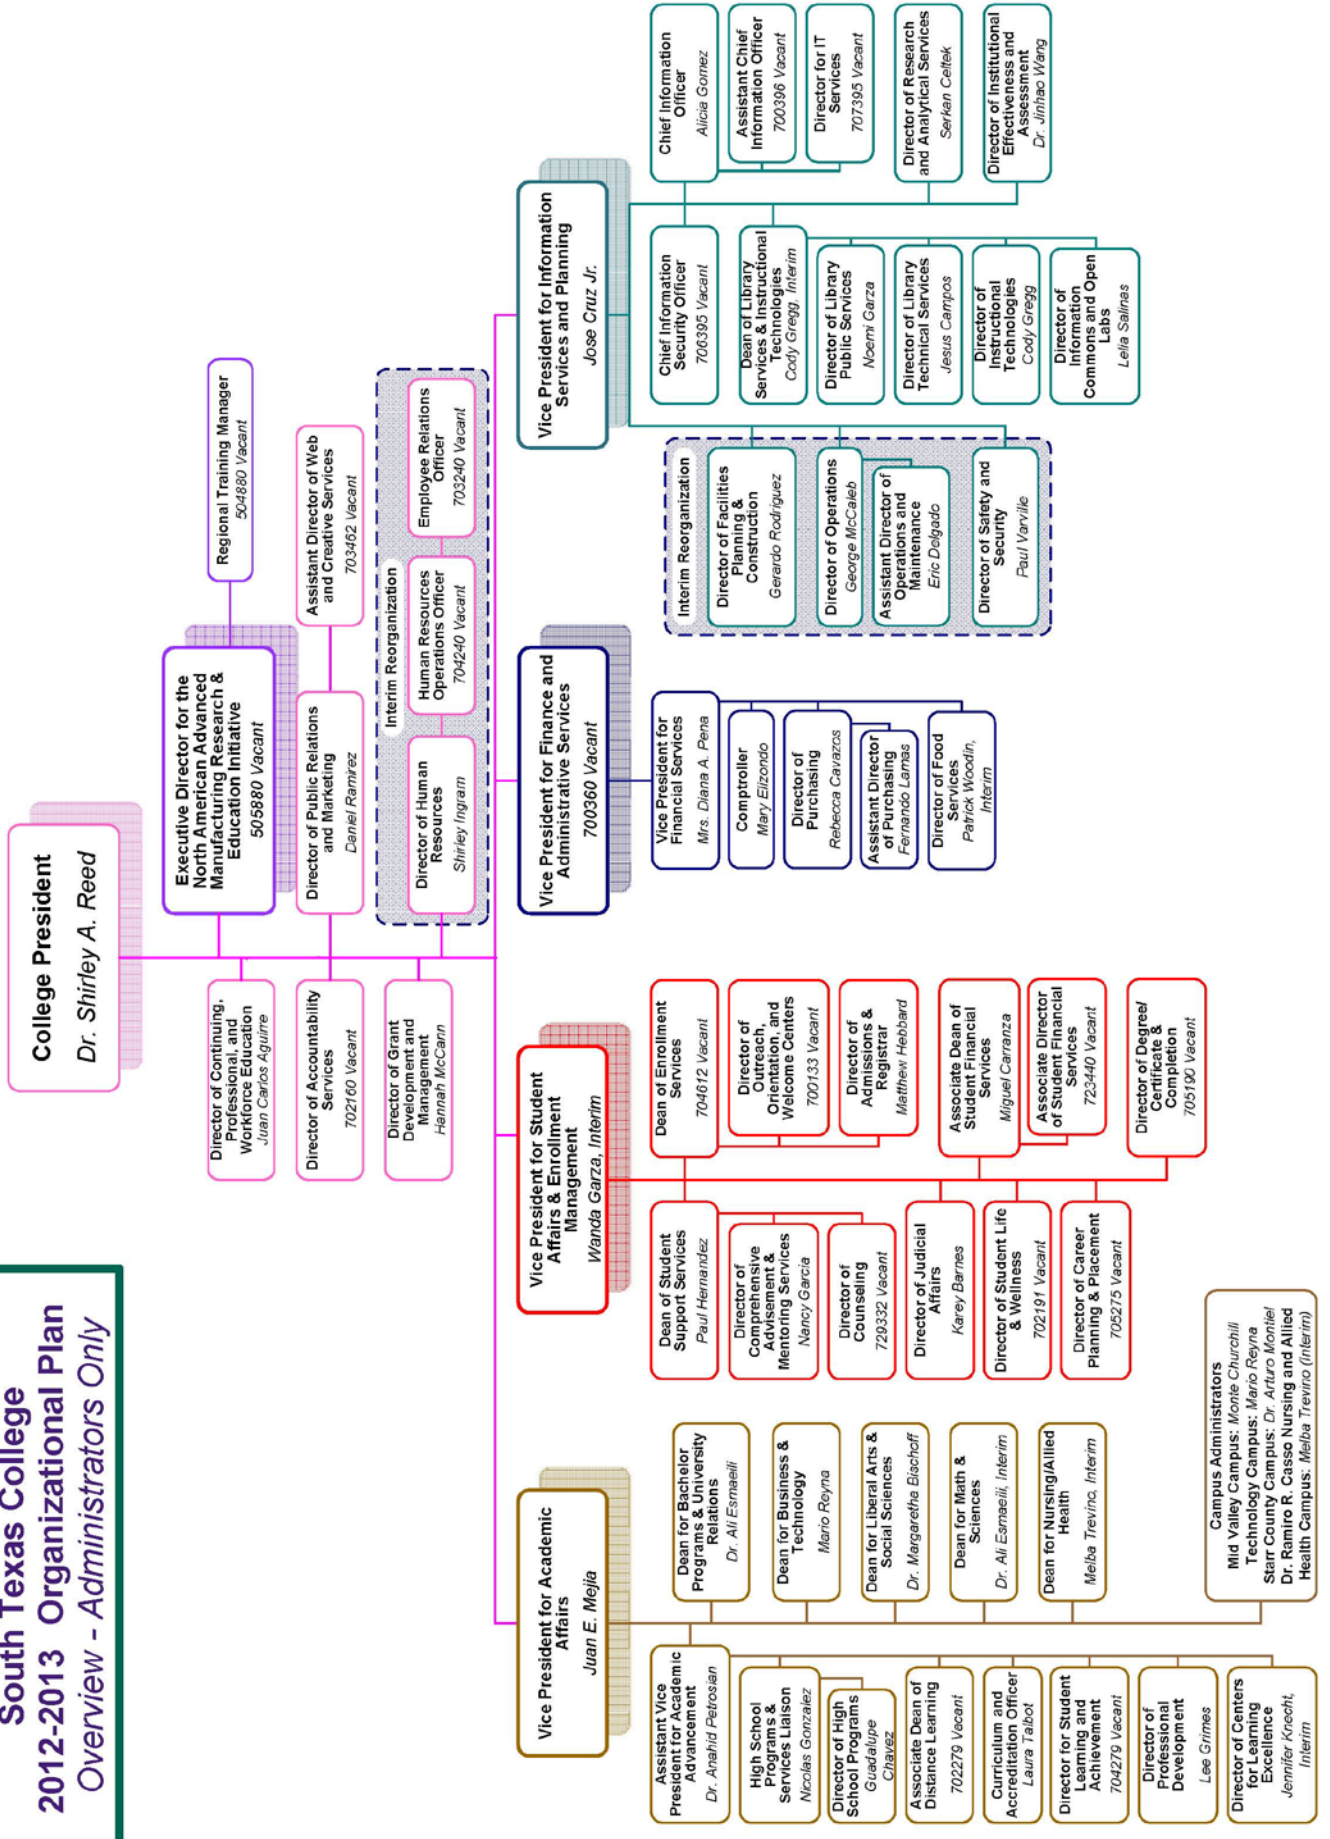 South Texas College
2012-2013 Organizational Plan
Overview - Administrators Only
College President
Dr. Shirley A. Reed
Director of Continuing,
Professional, and
Workforce Education
Juan Carlos Aguirre
Executive Director for the
North American Advanced
Manufacturing Research &
Education Initiative
505880 Vacant
Regional Training Manager
504880 Vacant
Director of Accountability
Services
702160 Vacant
Director of Public Relations
and Marketing
Daniel Ramirez
Assistant Director of Web
and Creative Services
703462 Vacant
Director of Grant
Development and
Management
Hannah McCann
Interim Reorganization
Director of Human
Resources
Shirley Ingram
Human Resources
Operations Officer
704240 Vacant
Employee Relations
Officer
703240 Vacant
Vice President for Academic
Affairs
Juan E. Mejia
Assistant Vice
President for Academic
Advancement
Dr. Anahid Petrosian
High School
Programs &
Services Liaison
Nicolas Gonzalez
Director of High
School Programs
Guadalupe
Chavez
Associate Dean of
Distance Learning
702279 Vacant
Curriculum and
Accreditation Officer
Laura Talbot
Director for Student
Learning and
Achievement
704279 Vacant
Director of
Professional
Development
Lee Grimes
Director of Centers
for Learning
Excellence
Jennifer Knecht,
Interim
Dean for Bachelor
Programs & University
Relations
Dr. Ali Esmaeili
Dean for Business &
Technology
Mario Reyna
Dean for Liberal Arts &
Social Sciences
Dr. Margaretha Bischoff
Dean for Math &
Sciences
Dr. Ali Esmaeili, Interim
Dean for Nursing/Allied
Health
Melba Trevino, Interim
Campus Administrators
Mid Valley Campus: Monte Churchill
Technology Campus: Mario Reyna
Starr County Campus: Dr. Arturo Montiel
Dr. Ramiro R. Casso Nursing and Allied
Health Campus: Melba Trevino (Interim)
Vice President for Student
Affairs & Enrollment
Management
Wanda Garza, Interim
Dean of Student
Support Services
Paul Hernandez
Director of
Comprehensive
Advisement &
Mentoring Services
Nancy Garcia
Director of
Counseling
729332 Vacant
Director of Judicial
Affairs
Karey Barnes
Director of Student Life
& Wellness
702191 Vacant
Director of Career
Planning & Placement
705275 Vacant
Dean of Enrollment
Services
704612 Vacant
Director of
Outreach,
Orientation, and
Welcome Centers
700133 Vacant
Director of
Admissions &
Registrar
Matthew Hebbard
Associate Dean of
Student Financial
Services
Miguel Carranza
Associate Director
of Student Financial
Services
723440 Vacant
Director of Degree/
Certificate &
Completion
705190 Vacant
Vice President for Finance and
Administrative Services
700360 Vacant
Vice President for
Financial Services
Mrs. Diana A. Pena
Comptroller
Mary Elizondo
Director of
Purchasing
Rebecca Cavazos
Assistant Director
of Purchasing
Fernando Lamas
Director of Food
Services
Patrick Woodin,
Interim
Vice President for Information
Services and Planning
Jose Cruz Jr.
Interim Reorganization
Director of Facilities
Planning &
Construction
Gerardo Rodriguez
Director of Operations
George McCaleb
Assistant Director of
Operations and
Maintenance
Eric Delgado
Director of Safety and
Security
Paul Varville
Chief Information
Security Officer
706395 Vacant
Dean of Library
Services & Instructional
Technologies
Cody Gregg, Interim
Director of Library
Public Services
Noemi Garza
Director of Library
Technical Services
Jesus Campos
Director of
Instructional
Technologies
Cody Gregg
Director of
Information
Commons and Open
Labs
Lelia Salinas
Chief Information
Officer
Alicia Gomez
Assistant Chief
Information Officer
700396 Vacant
Director for IT
Services
707395 Vacant
Director of Research
and Analytical Services
Serkan Celtek
Director of Institutional
Effectiveness and
Assessment
Dr. Jinhao Wang